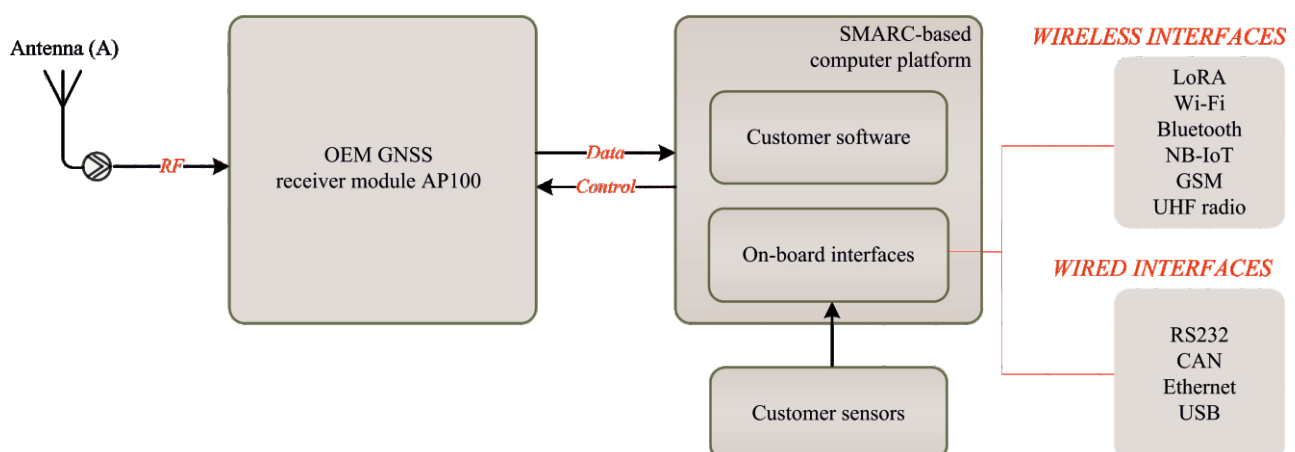 Antenna (A)
RF
OEM GNSS
receiver module AP100
Data
Control
SMARC-based
computer platform
Customer software
On-board interfaces
Customer sensors
WIRELESS INTERFACES
LoRA
Wi-Fi
Bluetooth
NB-IoT
GSM
UHF radio
WIRED INTERFACES
RS232
CAN
Ethernet
USB